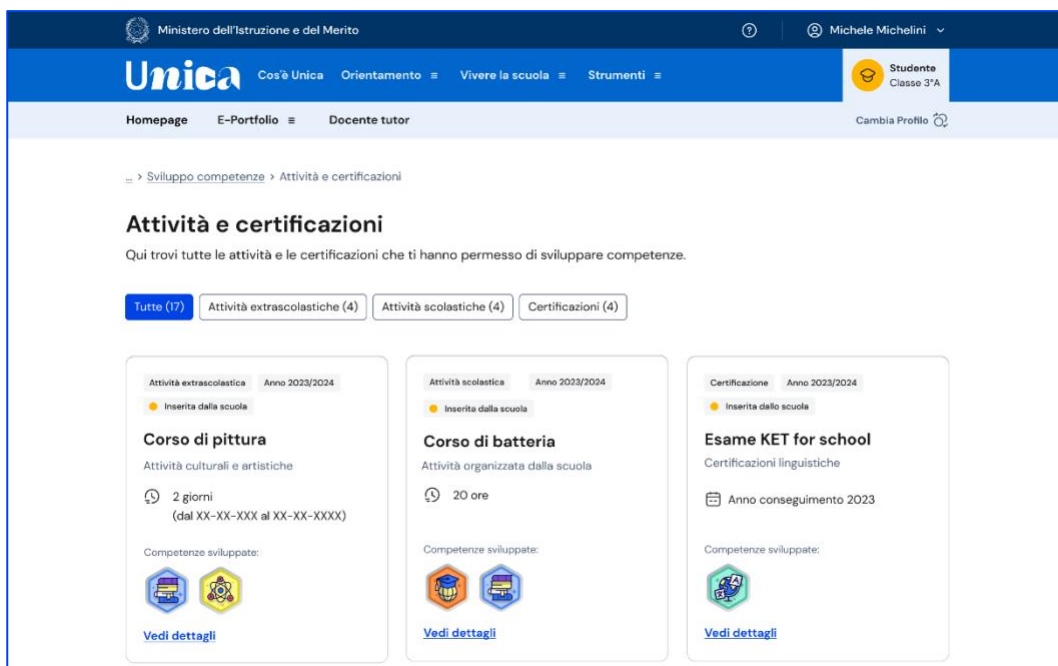 Ministero dell'Istruzione e del Merito
Michele Michelini
Unica Cos'è Unica Orientamento Vivere la scuola Strumenti
Studente
Classe 3°A
Homepage E-Portfolio Docente tutor Cambia Profilo
... > Sviluppo competenze > Attività e certificazioni
Attività e certificazioni
Qui trovi tutte le attività e le certificazioni che ti hanno permesso di sviluppare competenze.
Tutte (17) Attività extrascolastiche (4) Attività scolastiche (4) Certificazioni (4)
Attività extrascolastica Anno 2023/2024
Inserita dalla scuola
Corso di pittura
Attività culturali e artistiche
2 giorni
(dal XX-XX-XXX al XX-XX-XXXX)
Competenze sviluppate:
Vedi dettagli
Attività scolastica Anno 2023/2024
Inserita dalla scuola
Corso di batteria
Attività organizzata dalla scuola
20 ore
Competenze sviluppate:
Vedi dettagli
Certificazione Anno 2023/2024
Inserita dallo scuola
Esame KET for school
Certificazioni linguistiche
Anno conseguimento 2023
Competenze sviluppate:
Vedi dettagli